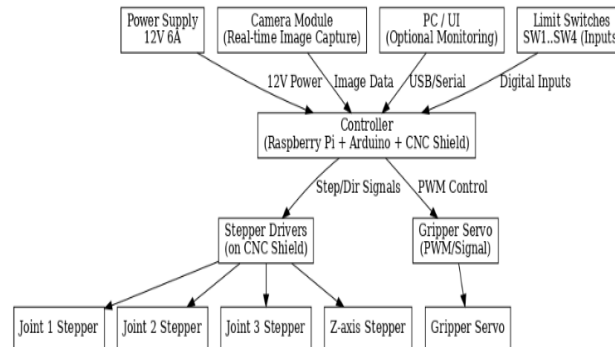 Power Supply
12V 6A
Camera Module
(Real-time Image Capture)
PC / UI
(Optional Monitoring)
Limit Switches
SW1..SW4 (Inputs)
12V Power
Image Data
USB/Serial
Digital Inputs
Controller
(Raspberry Pi + Arduino + CNC Shield)
Step/Dir Signals
PWM Control
Stepper Drivers
(on CNC Shield)
Gripper Servo
(PWM/Signal)
Joint 1 Stepper
Joint 2 Stepper
Joint 3 Stepper
Z-axis Stepper
Gripper Servo